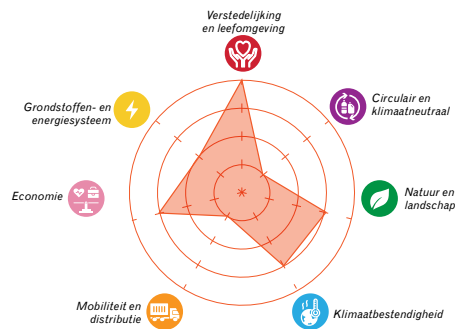 Verstedelijking
en leefomgeving
Circulair en
klimaatneutraal
Natuur en
landschap
Klimaatbestendigheid
Mobiliteit en
distributie
Economie
Grondstoffen- en
energiesysteem